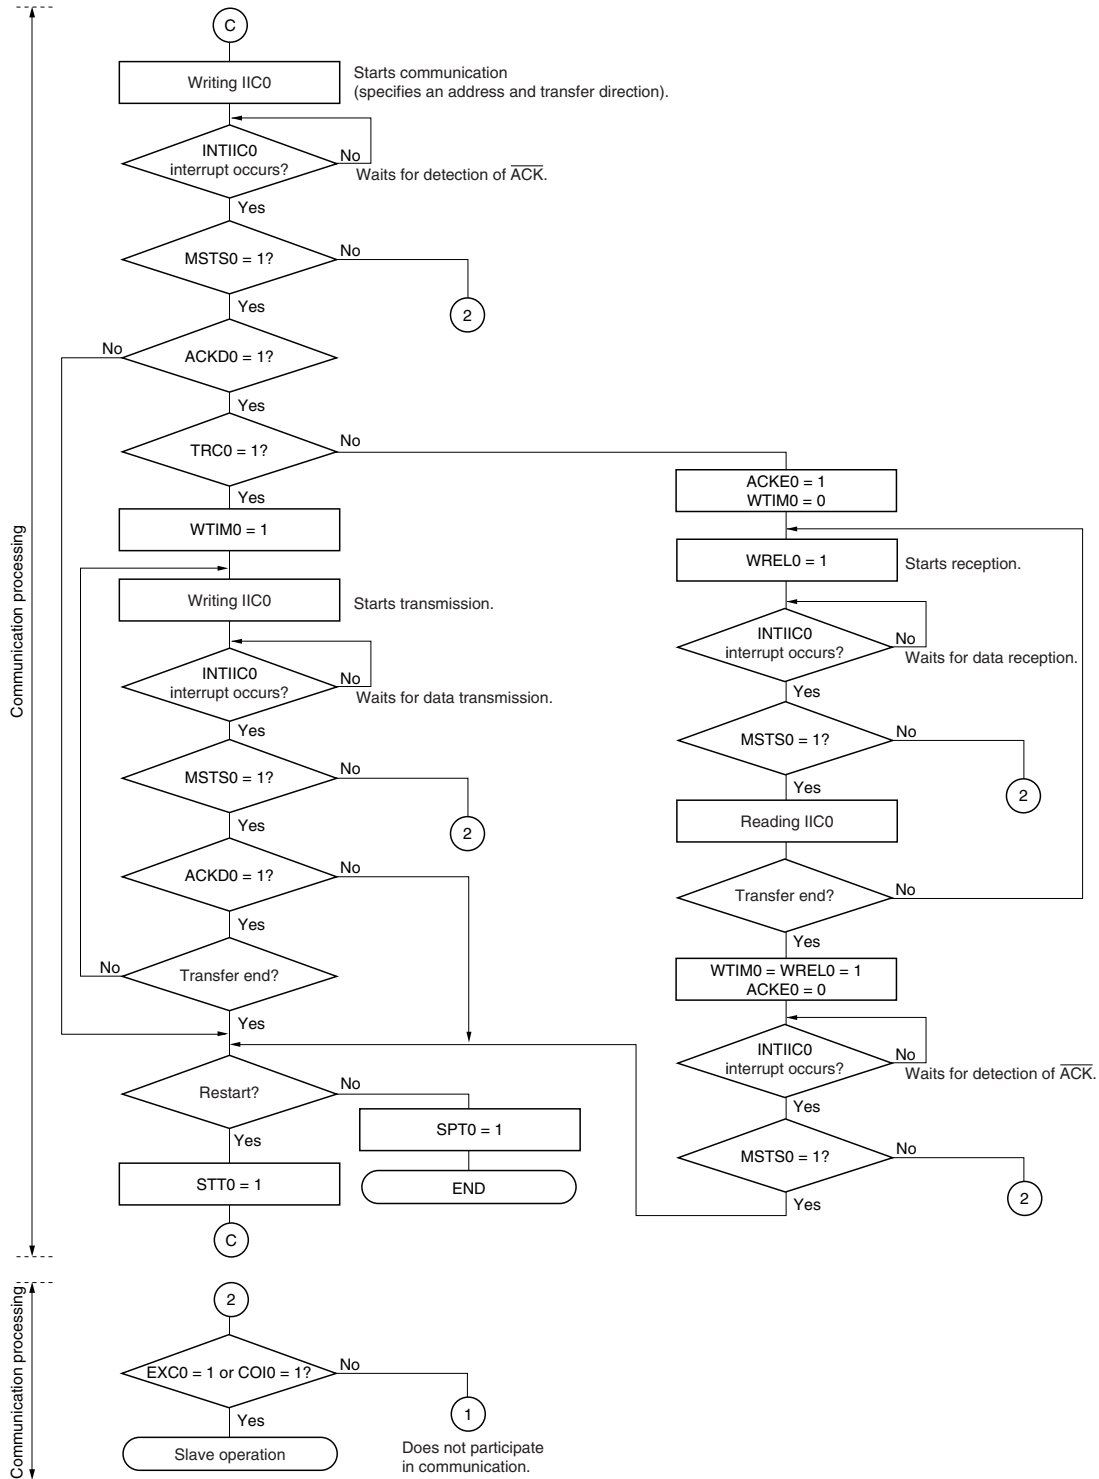 C
Writing IIC0
Starts communication
(specifies an address and transfer direction).
INTIIC0
interrupt occurs?
No
Waits for detection of ACK.
Yes
MSTS0 = 1?
No
2
Yes
ACKD0 = 1?
No
Yes
TRC0 = 1?
No
Yes
WTIM0 = 1
Writing IIC0
Starts transmission.
INTIIC0
interrupt occurs?
No
Waits for data transmission.
Yes
MSTS0 = 1?
No
2
Yes
ACKD0 = 1?
No
Yes
Transfer end?
No
Yes
Restart?
No
SPT0 = 1
END
Yes
STT0 = 1
C
ACKE0 = 1
WTIM0 = 0
WREL0 = 1
Starts reception.
INTIIC0
interrupt occurs?
No
Waits for data reception.
Yes
MSTS0 = 1?
No
2
Yes
Reading IIC0
Transfer end?
No
Yes
WTIM0 = WREL0 = 1
ACKE0 = 0
INTIIC0
interrupt occurs?
No
Waits for detection of ACK.
Yes
MSTS0 = 1?
No
2
Yes
Communication processing
2
EXC0 = 1 or COI0 = 1?
No
1
Does not participate
in communication.
Yes
Slave operation
Communication processing